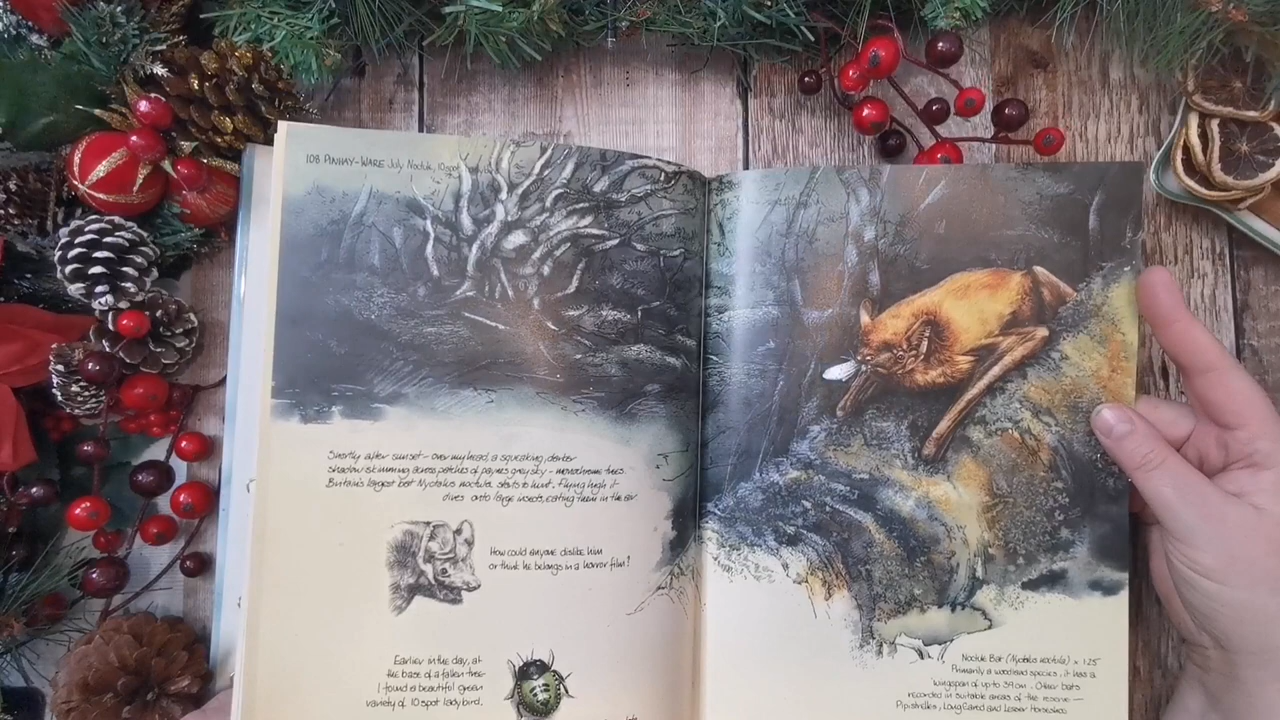 108 PINHAY-WARE July Noctule, 10 spot
Shortly after sunset - over my head, a squeaking, darker
shadow skimming across patches of paynes grey sky - monochrome trees.
Britain's largest bat Nyctalus noctula starts to hunt. Flying high it
dives onto large insects, eating them in the air
How could anyone dislike him
or think he belongs in a horror film?
Earlier in the day, at
the base of a fallen tree
I found a beautiful green
variety of 10 spot ladybird.
Noctule Bat (Nyctalus noctula) x 1.25
Primarily a woodland species, it has a
wingspan of up to 39cm. Other bats
recorded in suitable areas of the reserve -
Pipistrelles, Long Eared and Lesser Horseshoe